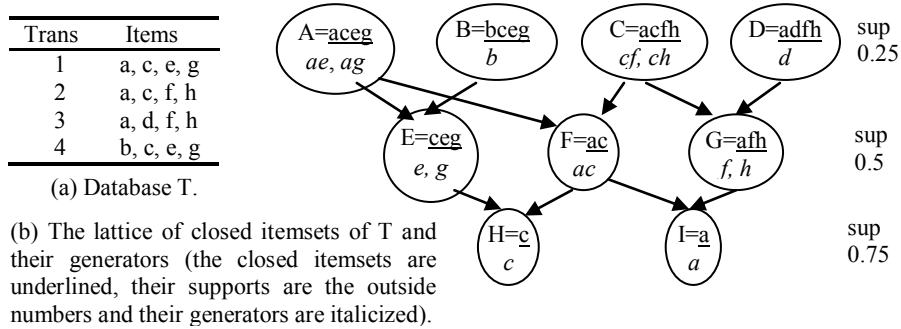 Trans Items
1 a, c, e, g
2 a, c, f, h
3 a, d, f, h
4 b, c, e, g
(a) Database T.
(b) The lattice of closed itemsets of T and
their generators (the closed itemsets are
underlined, their supports are the outside
numbers and their generators are italicized).
A=aceg
ae, ag
B=bceg
b
C=acfh
cf, ch
D=adfh
d
sup
0.25
E=ceg
e, g
F=ac
ac
G=afh
f, h
sup
0.5
H=c
c
I=a
a
sup
0.75